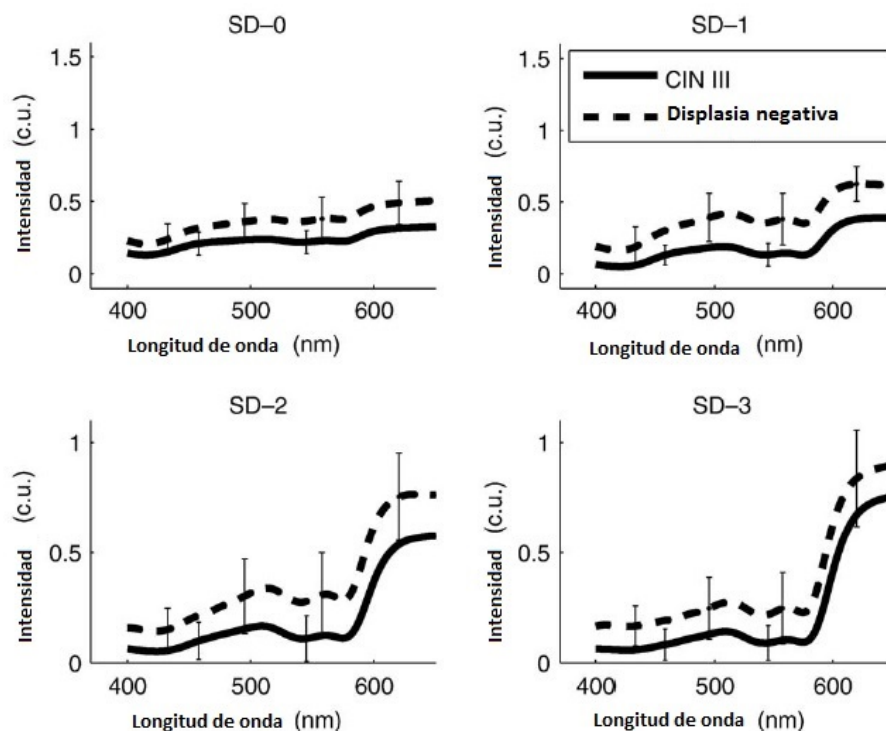 SD–0
1.5
1
0.5
0
Intensidad (c.u.)
400 500 600
Longitud de onda (nm)
SD–1
1.5
1
0.5
0
Intensidad (c.u.)
CIN III
Displasia negativa
400 500 600
Longitud de onda (nm)
SD–2
1
0.5
0
Intensidad (c.u.)
400 500 600
Longitud de onda (nm)
SD–3
1
0.5
0
Intensidad (c.u.)
400 500 600
Longitud de onda (nm)